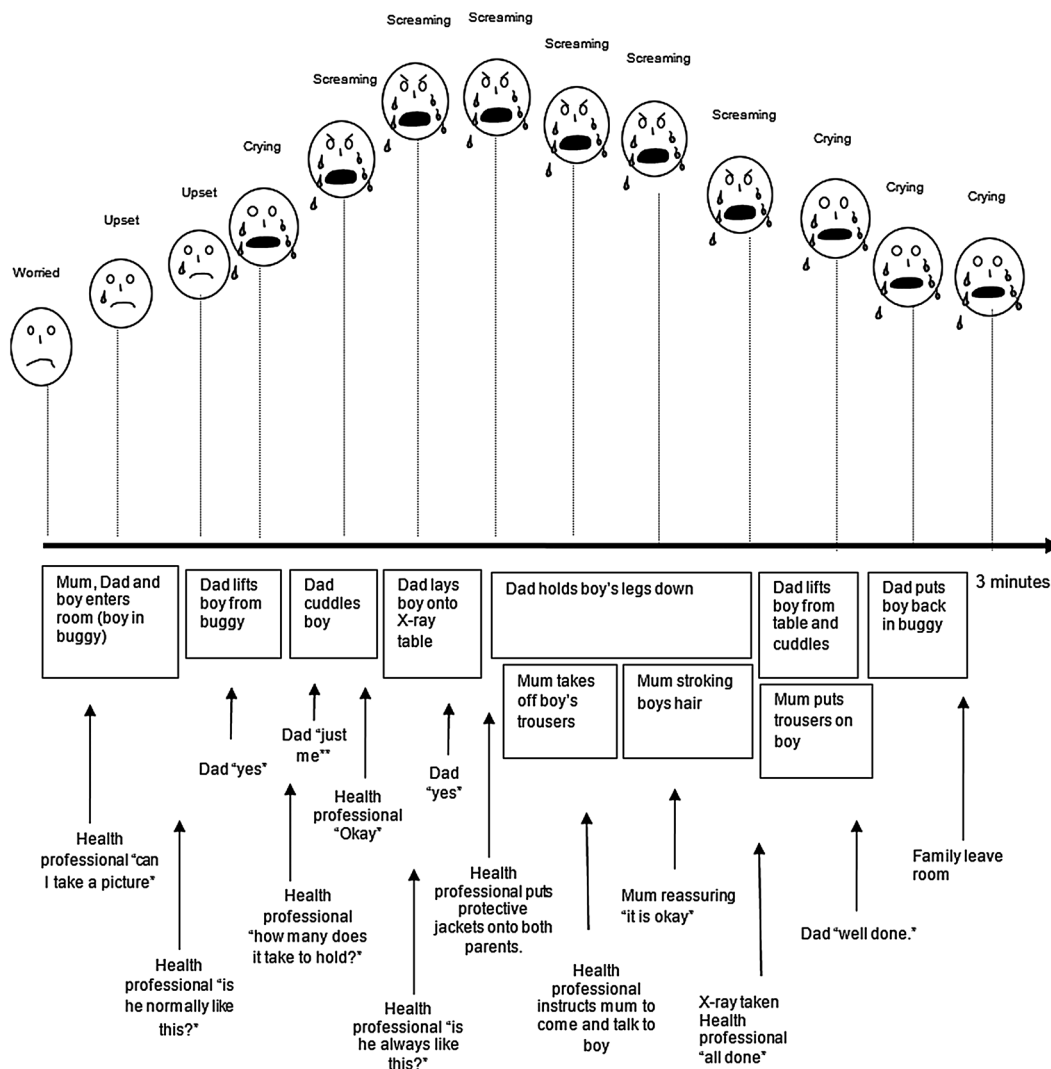 Screaming
Screaming
Screaming
Screaming
Screaming
Screaming
Crying
Crying
Upset
Crying
Upset
Crying
Worried
Mum, Dad and
boy enters
room (boy in
buggy)
Dad lifts
boy from
buggy
Dad
cuddles
boy
Dad lays
boy onto
X-ray
table
Dad holds boy's legs down
Dad lifts
boy from
table and
cuddles
Dad puts
boy back
in buggy
3 minutes
Mum takes
off boy's
trousers
Mum stroking
boys hair
Mum puts
trousers on
boy
Dad "yes"
Dad "just
me""
Health
professional
"Okay"
Dad
"yes"
Health
professional "can
I take a picture"
Health
professional "is
he normally like
this?"
Health
professional
"how many does
it take to hold?"
Health
professional "is
he always like
this?"
Health
professional puts
protective
jackets onto both
parents.
Health
professional
instructs mum to
come and talk to
boy
Mum reassuring
"it is okay"
X-ray taken
Health
professional
"all done"
Dad "well done."
Family leave
room